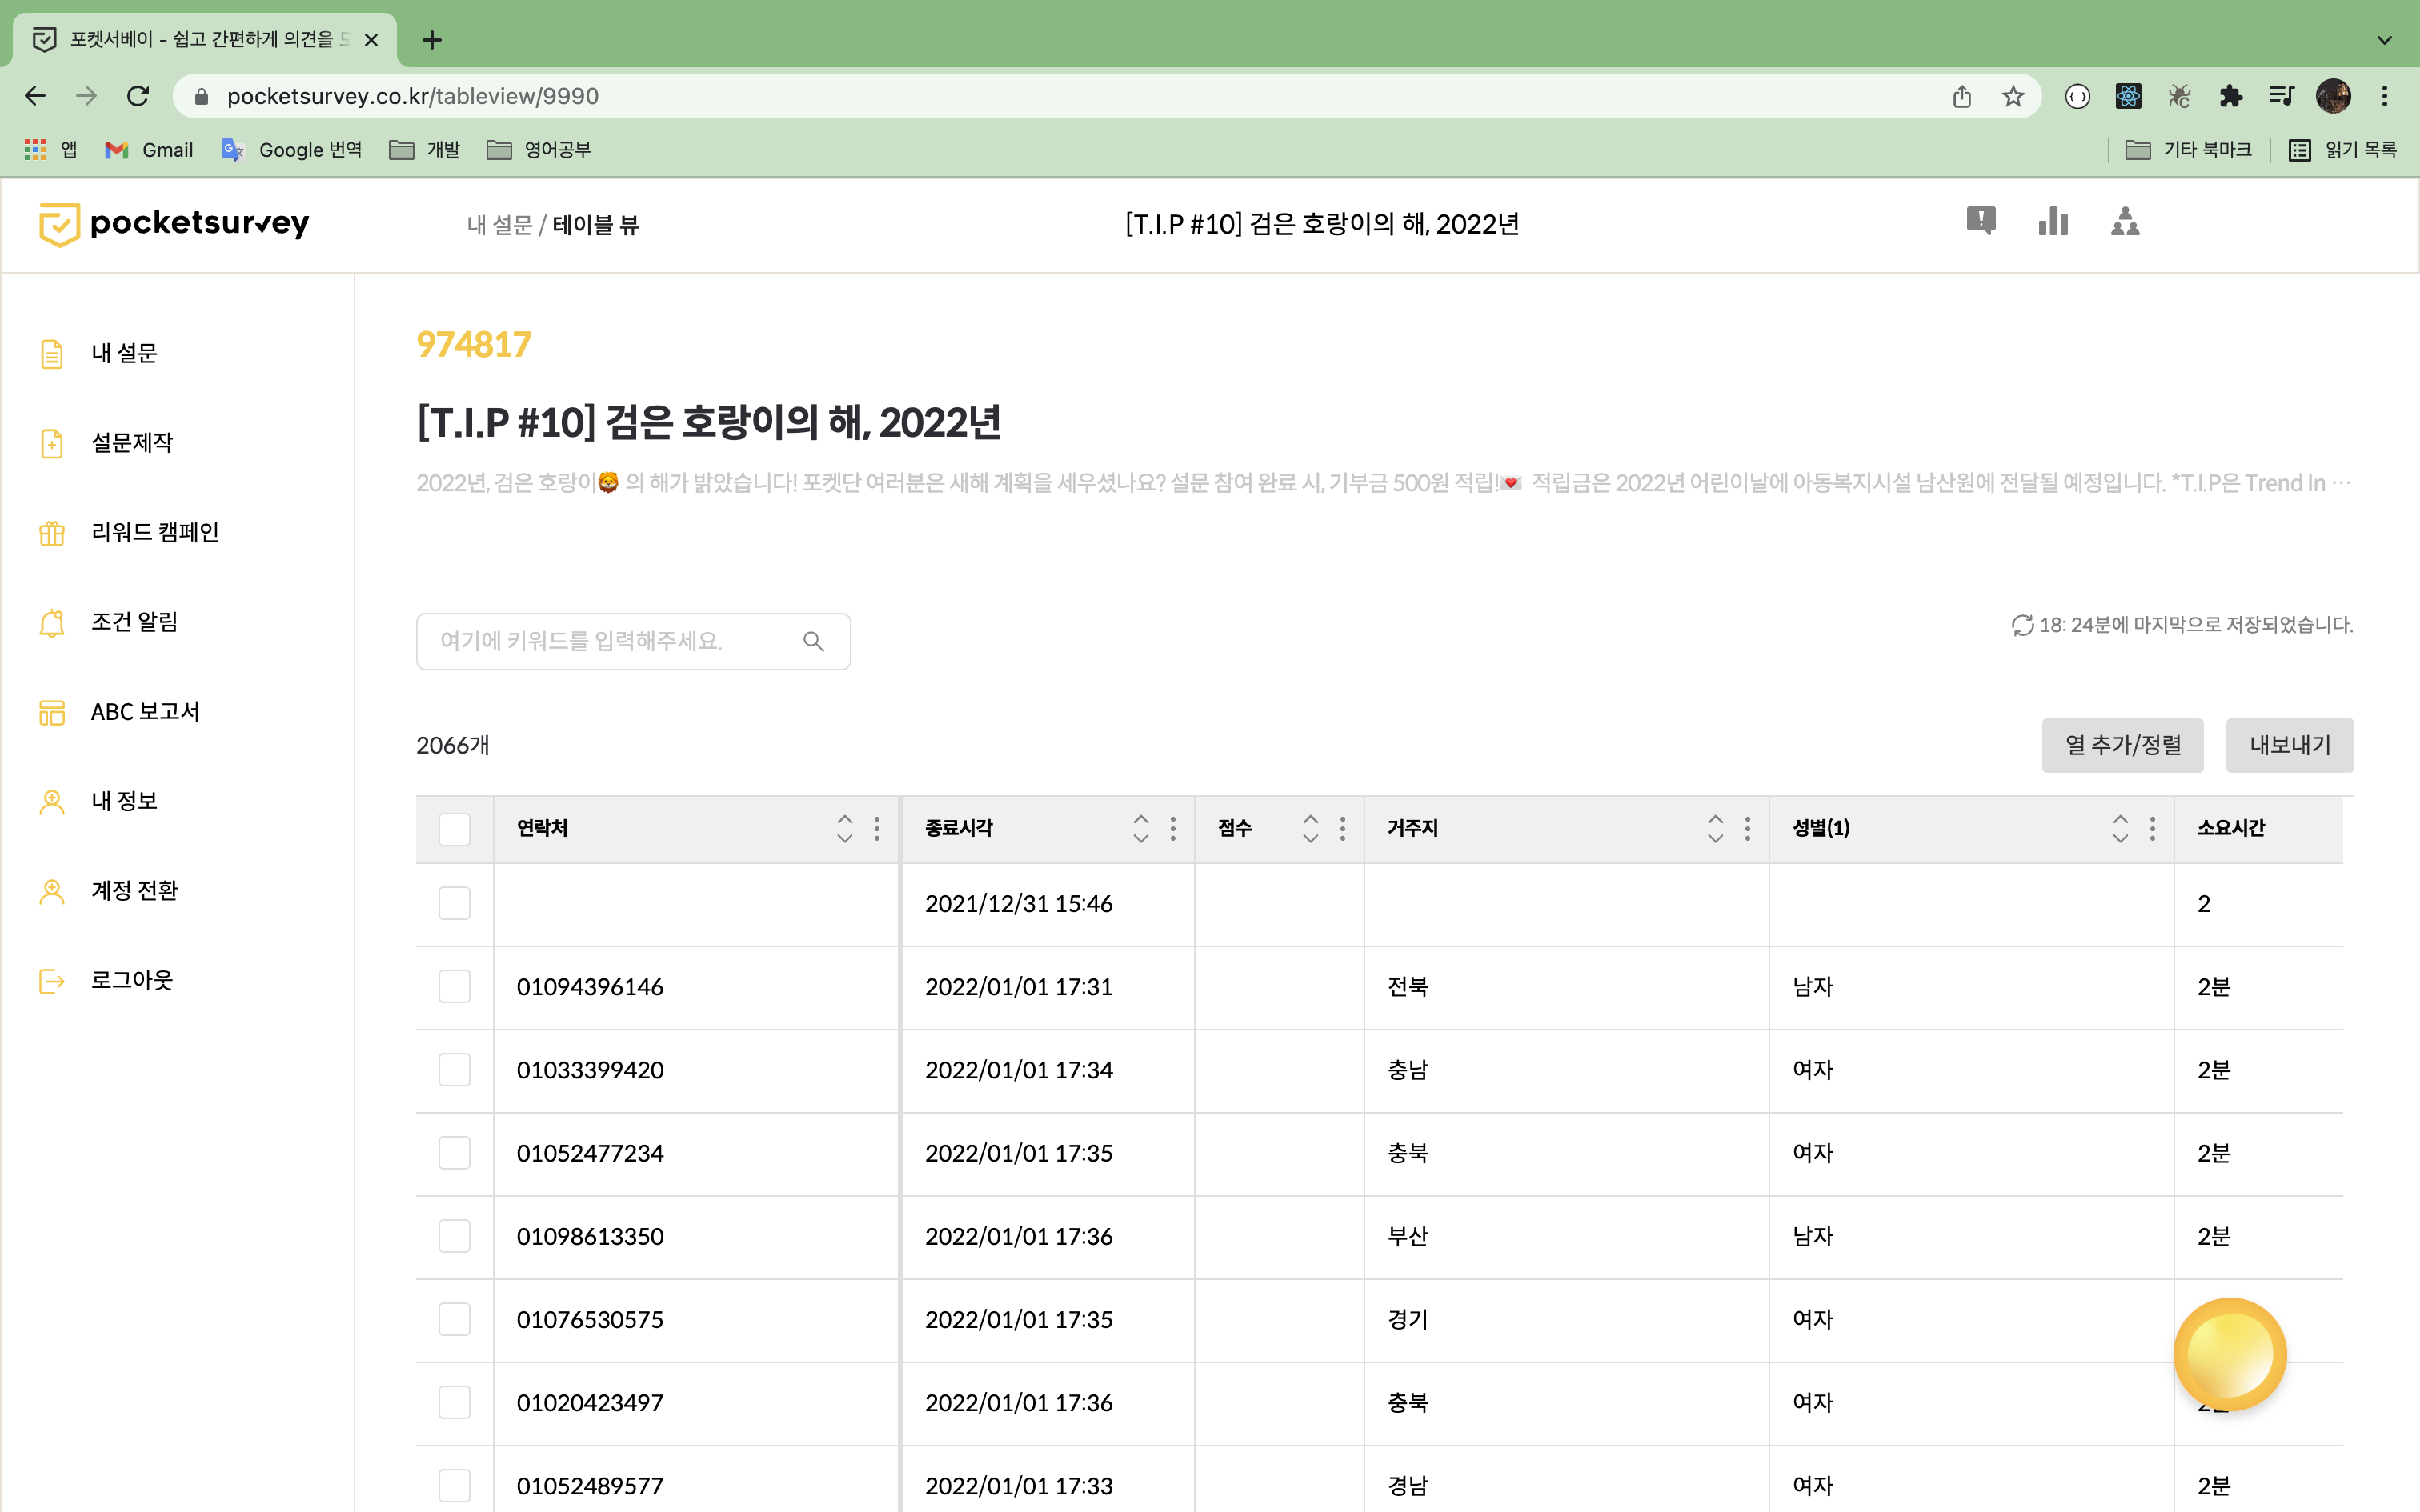 포켓서베이 - 쉽고 간편하게 의견을
pocketsurvey.co.kr/tableview/9990
앱 Gmail Google 번역 개발 영어공부 기타 북마크 읽기 목록
pocketsurvey
내 설문 / 테이블 뷰
[T.I.P #10] 검은 호랑이의 해, 2022년
내 설문
설문제작
리워드 캠페인
조건 알림
ABC 보고서
내 정보
계정 전환
로그아웃
974817
[T.I.P #10] 검은 호랑이의 해, 2022년
2022년, 검은 호랑이🐯 의 해가 밝았습니다! 포켓단 여러분은 새해 계획을 세우셨나요? 설문 참여 완료 시, 기부금 500원 적립!💌 적립금은 2022년 어린이날에 아동복지시설 남산원에 전달될 예정입니다. *T.I.P은 Trend In ···
여기에 키워드를 입력해주세요.
18: 24분에 마지막으로 저장되었습니다.
2066개
열 추가/정렬 내보내기
연락처 종료시각 점수 거주지 성별(1) 소요시간
2021/12/31 15:46 2
01094396146 2022/01/01 17:31 전북 남자 2분
01033399420 2022/01/01 17:34 충남 여자 2분
01052477234 2022/01/01 17:35 충북 여자 2분
01098613350 2022/01/01 17:36 부산 남자 2분
01076530575 2022/01/01 17:35 경기 여자
01020423497 2022/01/01 17:36 충북 여자
01052489577 2022/01/01 17:33 경남 여자 2분